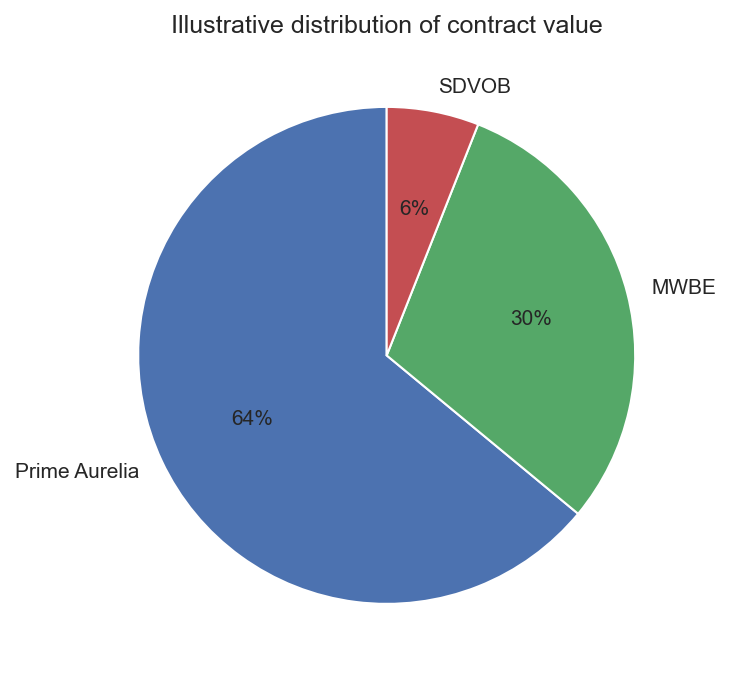 Illustrative distribution of contract value
SDVOB
6%
MWBE
30%
64%
Prime Aurelia